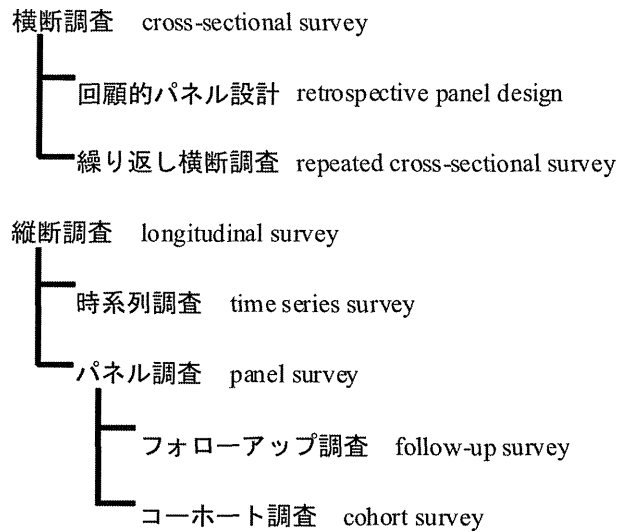 横断調査 cross-sectional survey
回顧的パネル設計 retrospective panel design
繰り返し横断調査 repeated cross-sectional survey
縦断調査 longitudinal survey
時系列調査 time series survey
パネル調査 panel survey
フォローアップ調査 follow-up survey
コーホート調査 cohort survey